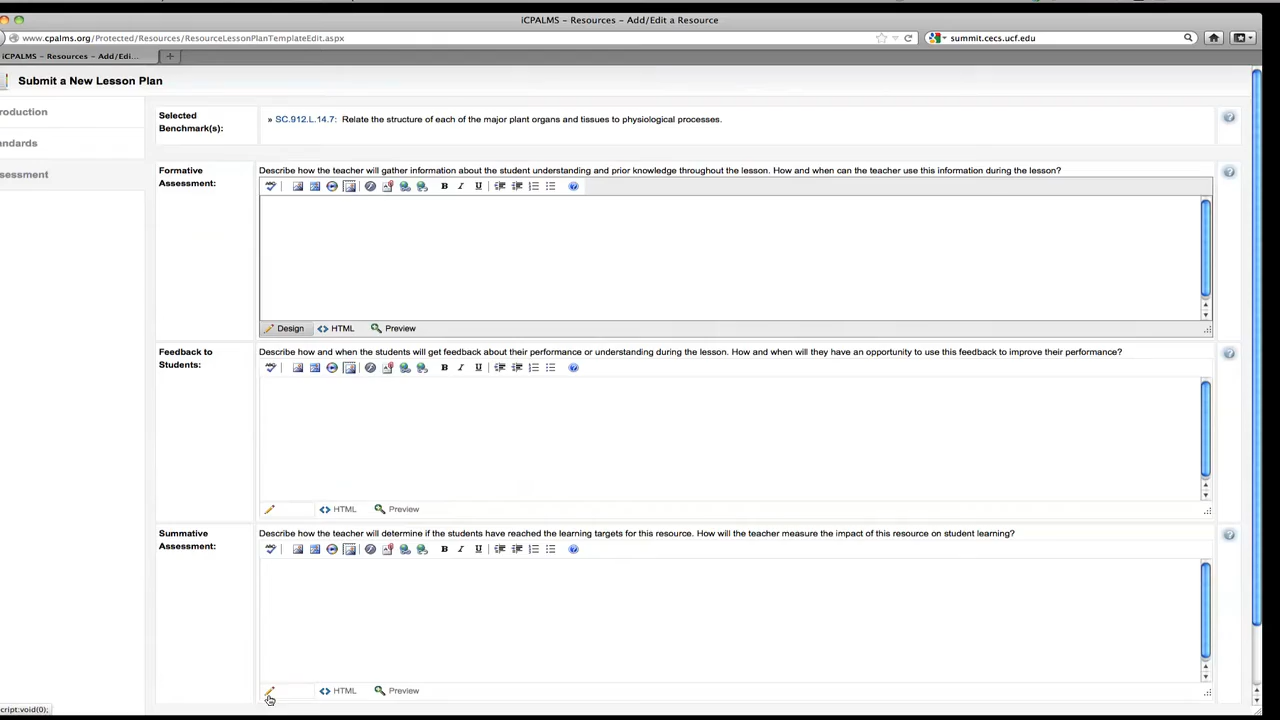 iCPALMS – Resources – Add/Edit a Resource
www.cpalms.org/Protected/Resources/ResourceLessonPlanTemplateEdit.aspx
summit.cecs.ucf.edu
iCPALMS – Resources – Add/Edi...
Submit a New Lesson Plan
roduction
andards
sessment
Selected Benchmark(s):
» SC.912.L.14.7: Relate the structure of each of the major plant organs and tissues to physiological processes.
Formative Assessment:
Describe how the teacher will gather information about the student understanding and prior knowledge throughout the lesson. How and when can the teacher use this information during the lesson?
B I U
Design HTML Preview
Feedback to Students:
Describe how and when the students will get feedback about their performance or understanding during the lesson. How and when will they have an opportunity to use this feedback to improve their performance?
B I U
HTML Preview
Summative Assessment:
Describe how the teacher will determine if the students have reached the learning targets for this resource. How will the teacher measure the impact of this resource on student learning?
B I U
HTML Preview
cript:void(0);